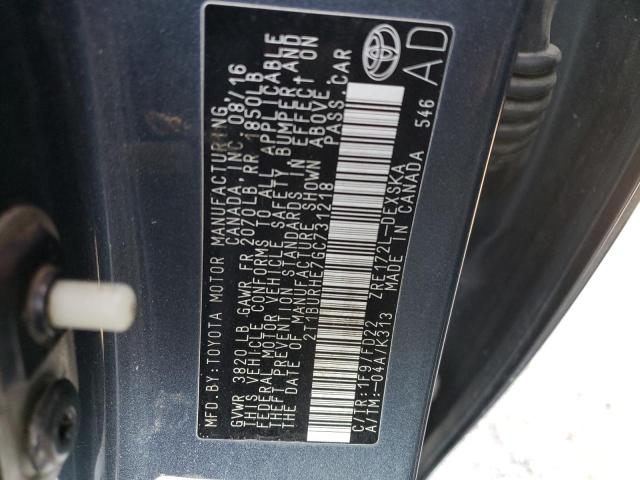 MFD.BY:TOYOTA MOTOR MANUFACTURING
CANADA, INC. 08/16
GVWR 3820LB GAWR FR 2070LB, RR 1850LB
THIS VEHICLE CONFORMS TO ALL APPLICABLE
FEDERAL MOTOR VEHICLE SAFETY, BUMPER, AND
THEFT PREVENTION STANDARDS IN EFFECT ON
THE DATE OF MANUFACTURE SHOWN ABOVE.
2T1BURHE7GC731218 PASS.CAR
C/TR:1F9/FD22 ZRE172L-DEXSKA
A/TM:-04A/K313 MADE IN CANADA 546
AD